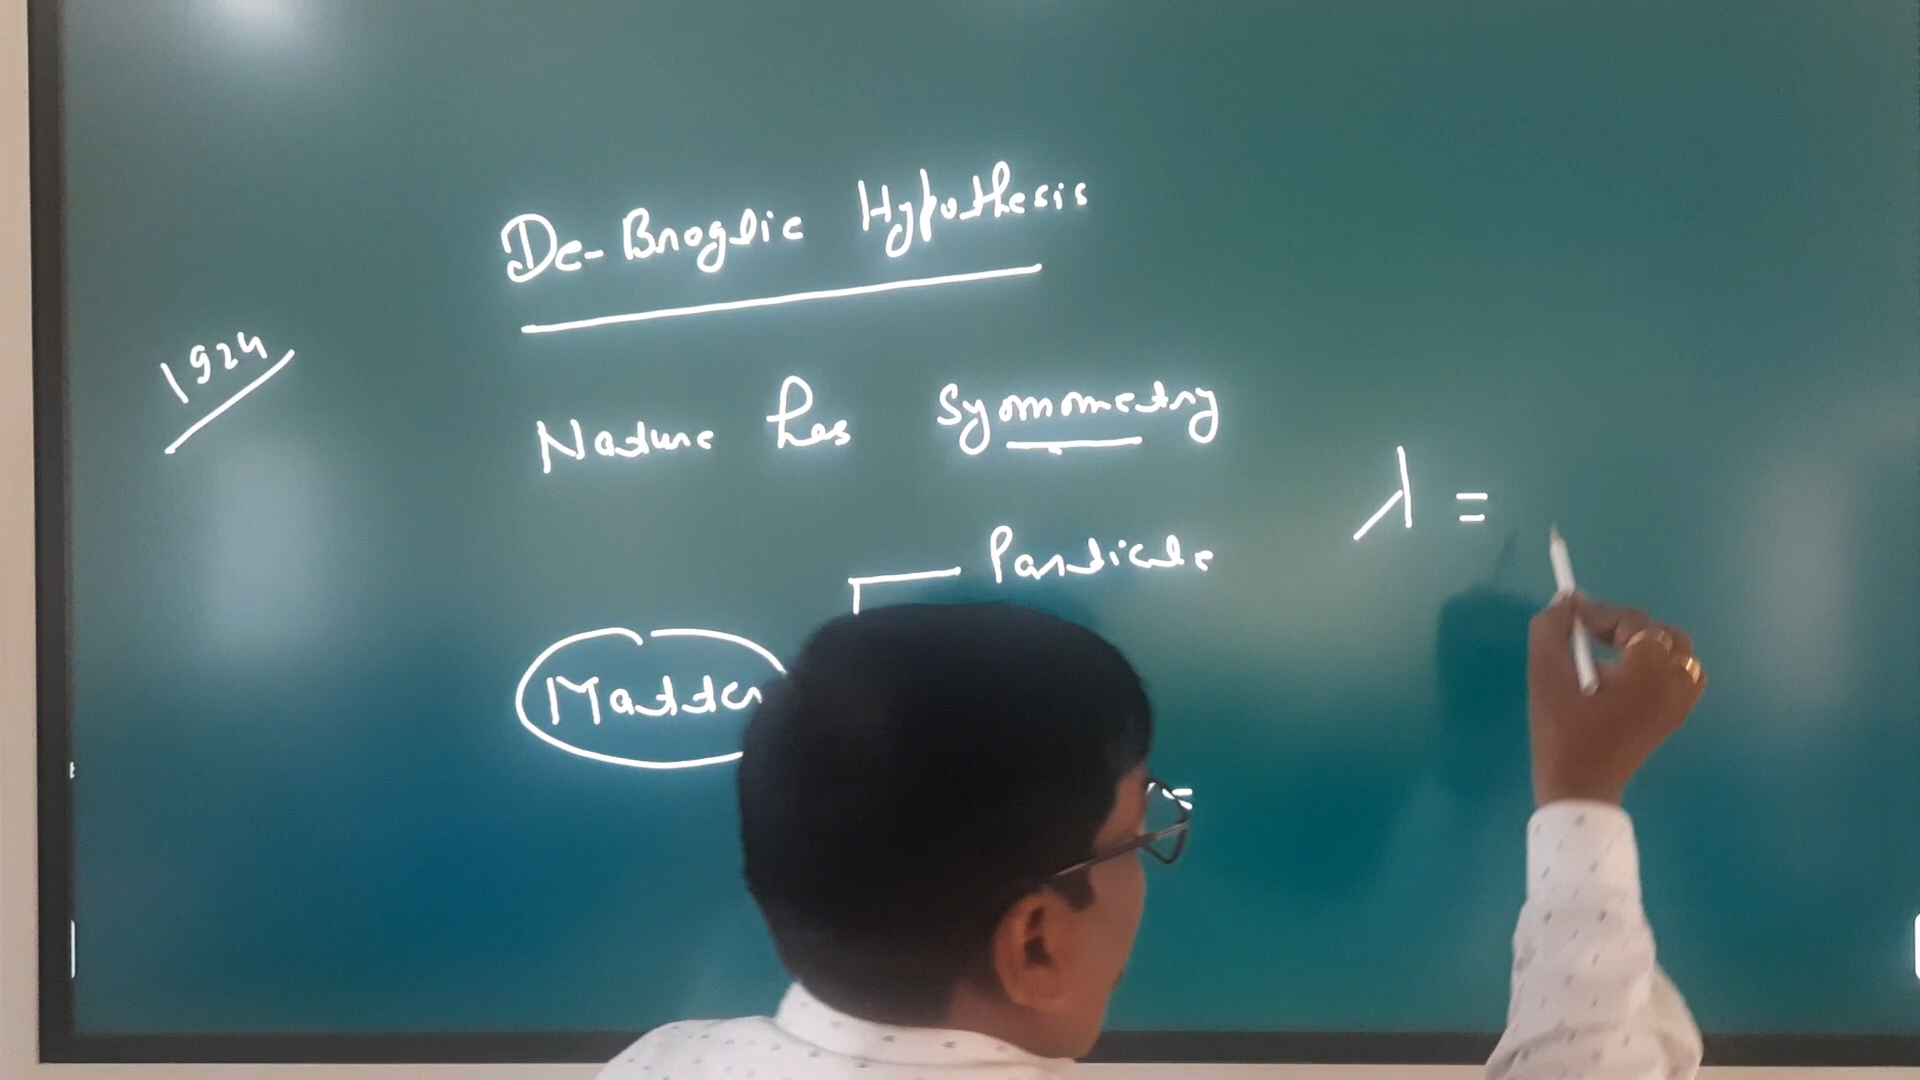 De-Broglie Hypothesis
1924
Nature has Symmetry
λ =
Particle
Matter